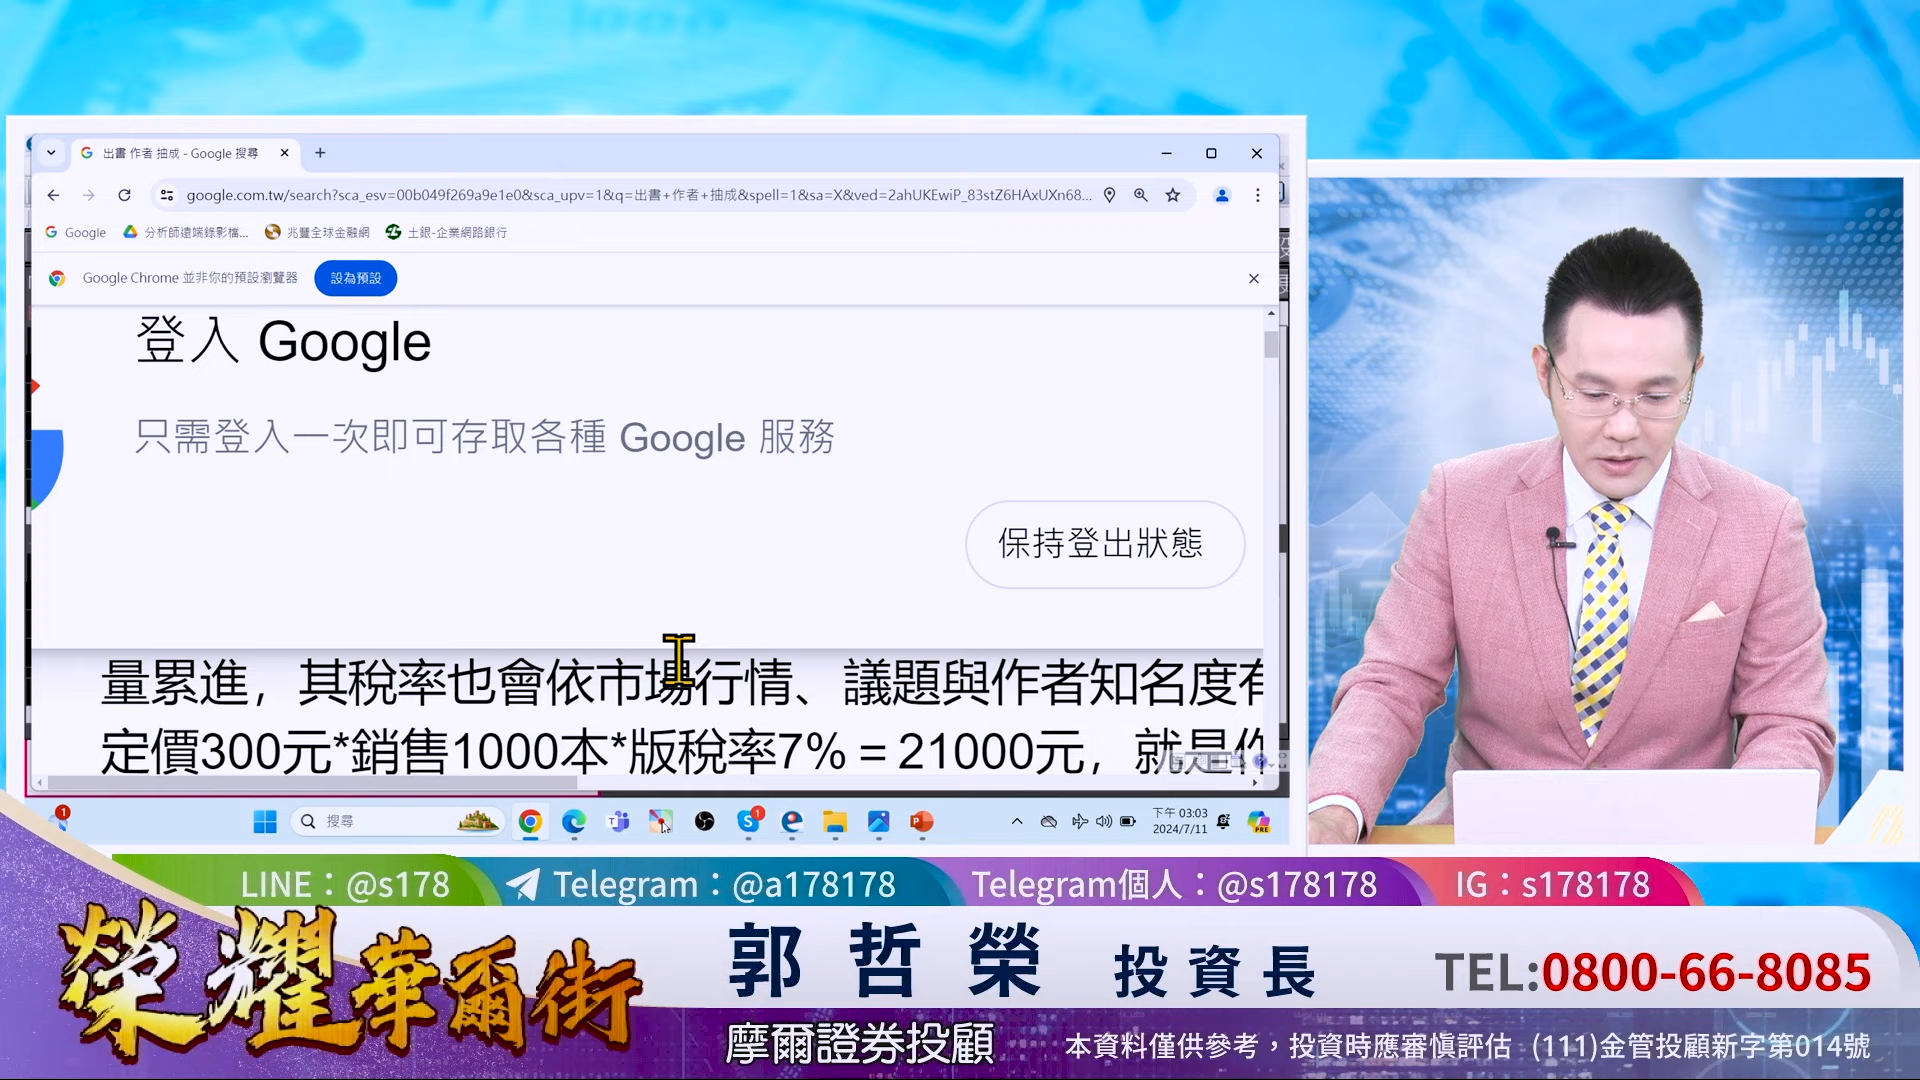 出書 作者 抽成 - Google 搜尋
google.com.tw/search?sca_esv=00b049f269a9e1e0&sca_upv=1&q=出書+作者+抽成&spell=1&sa=X&ved=2ahUKEwiP_83stZ6HAxUXn68...
Google 分析師遠端錄影檔... 兆豐全球金融網 土銀-企業網路銀行
Google Chrome 並非你的預設瀏覽器 設為預設
登入 Google
只需登入一次即可存取各種 Google 服務
保持登出狀態
量累進，其稅率也會依市場行情、議題與作者知名度
定價300元*銷售1000本*版稅率7%＝21000元，就是
搜尋
下午 03:03
2024/7/11
LINE：@s178 Telegram：@a178178 Telegram個人：@s178178 IG：s178178
榮耀華爾街
郭哲榮 投資長
TEL:0800-66-8085
摩爾證券投顧
本資料僅供參考，投資時應審慎評估 (111)金管投顧新字第014號